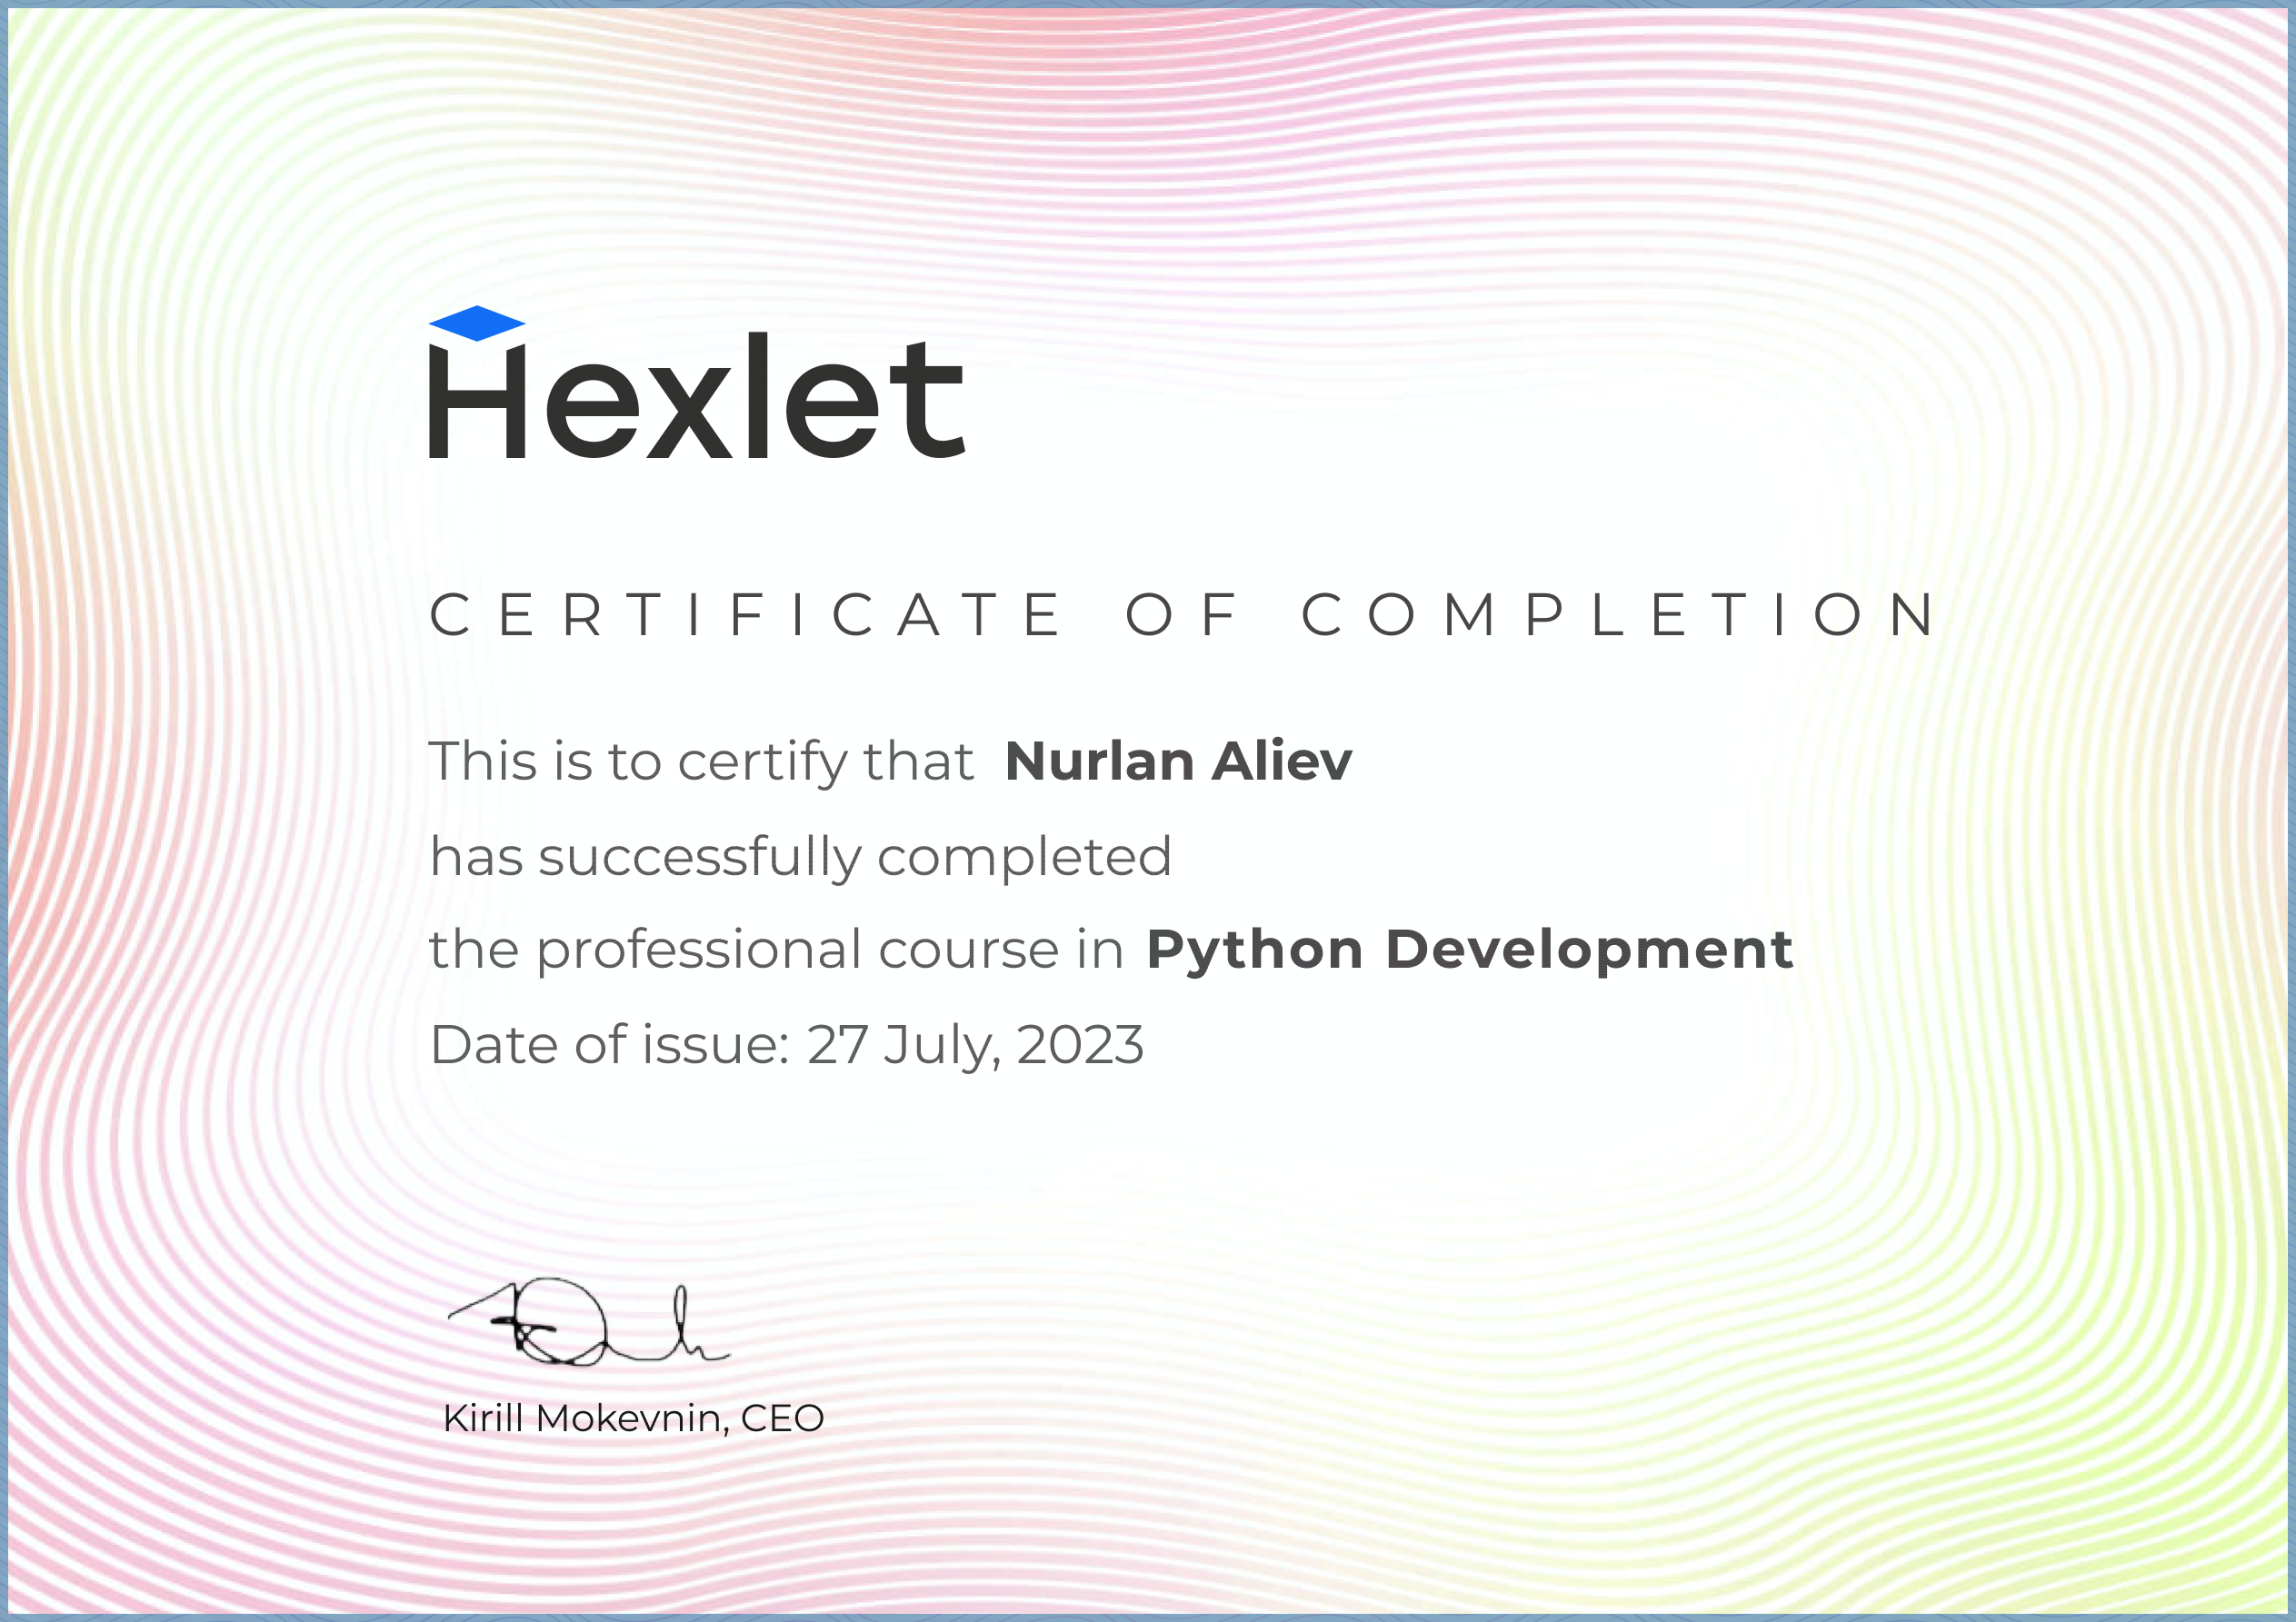 Hexlet
CERTIFICATE OF COMPLETION
This is to certify that Nurlan Aliev
has successfully completed
the professional course in Python Development
Date of issue: 27 July, 2023
Kirill Mokevnin, CEO